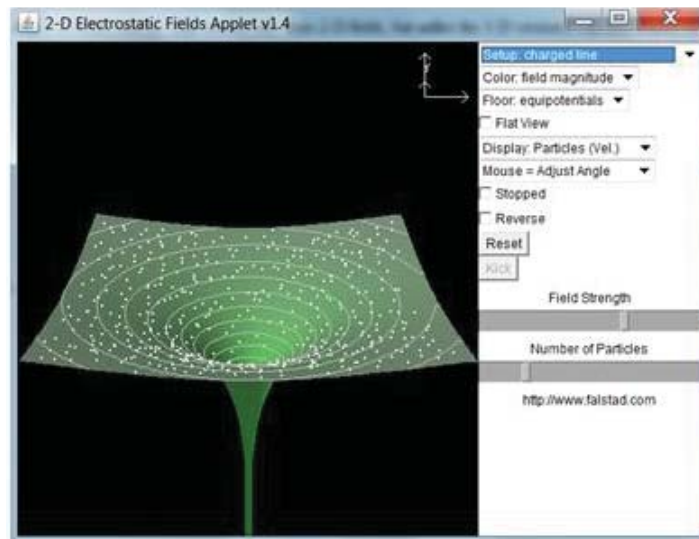 2-D Electrostatic Fields Applet v1.4
Setup: charged line
Color: field magnitude
Floor: equipotentials
Flat View
Display: Particles (Vel.)
Mouse = Adjust Angle
Stopped
Reverse
Reset
Kick
Field Strength
Number of Particles
http://www.falstad.com